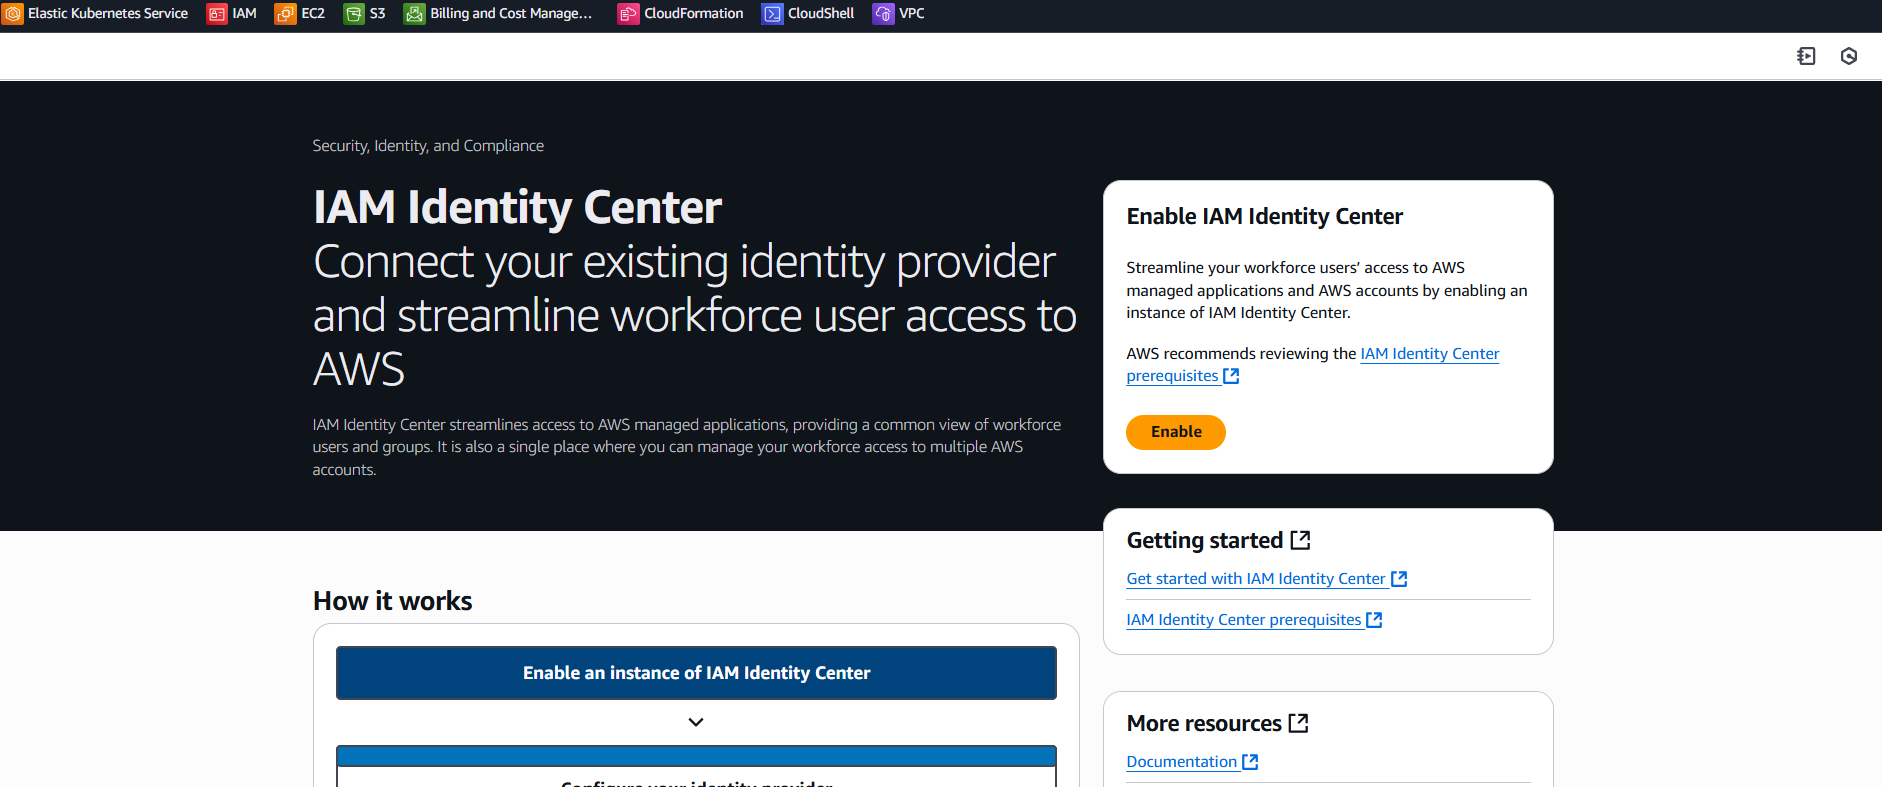 Elastic Kubernetes Service IAM EC2 S3 Billing and Cost Manage... CloudFormation CloudShell VPC
Security, Identity, and Compliance
IAM Identity Center
Connect your existing identity provider
and streamline workforce user access to
AWS
IAM Identity Center streamlines access to AWS managed applications, providing a common view of workforce
users and groups. It is also a single place where you can manage your workforce access to multiple AWS
accounts.
Enable IAM Identity Center
Streamline your workforce users’ access to AWS
managed applications and AWS accounts by enabling an
instance of IAM Identity Center.
AWS recommends reviewing the IAM Identity Center
prerequisites
Enable
Getting started
Get started with IAM Identity Center
IAM Identity Center prerequisites
How it works
Enable an instance of IAM Identity Center
Configure your identity provider
More resources
Documentation